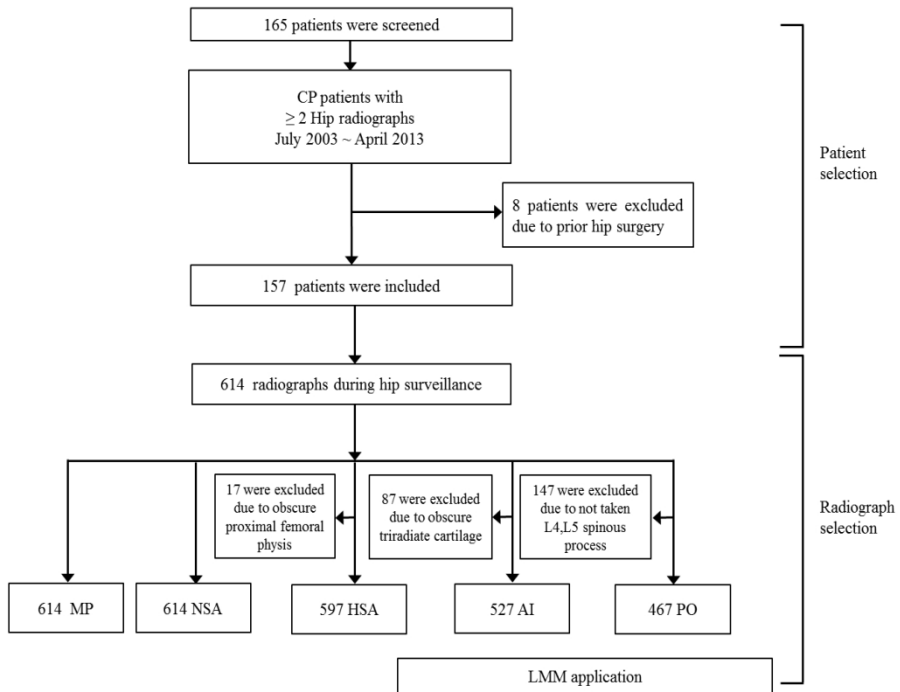 165 patients were screened
CP patients with
≥ 2 Hip radiographs
July 2003 ~ April 2013
Patient
selection
8 patients were excluded
due to prior hip surgery
157 patients were included
614 radiographs during hip surveillance
17 were excluded
due to obscure
proximal femoral
physis
87 were excluded
due to obscure
triradiate cartilage
147 were excluded
due to not taken
L4,L5 spinous
process
Radiograph
selection
614 MP
614 NSA
597 HSA
527 AI
467 PO
LMM application